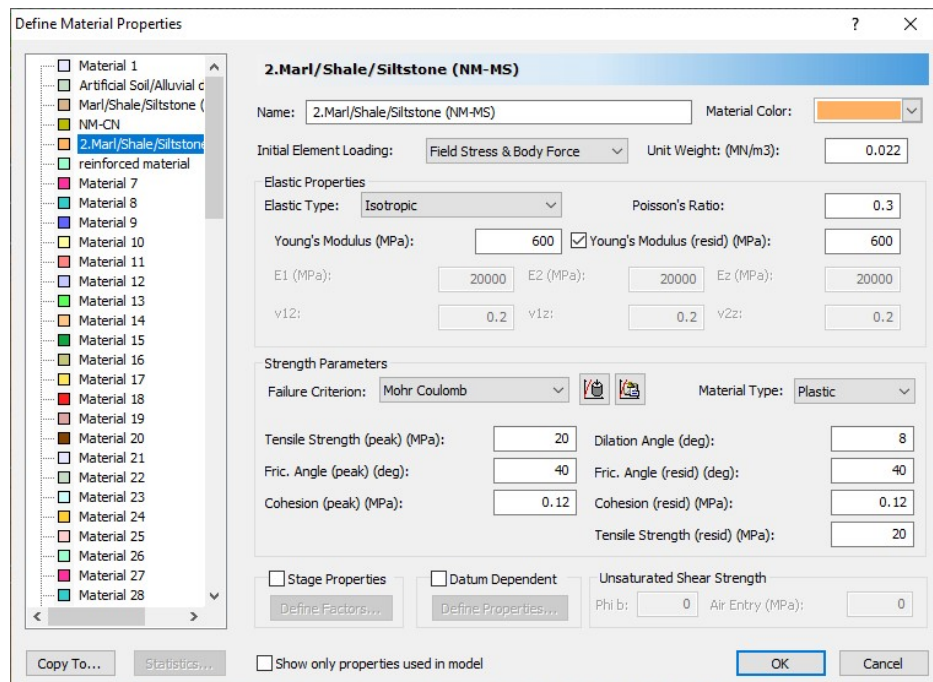 Define Material Properties
?
Material 1
Artificial Soil/Alluvial c
Marl/Shale/Siltstone (
NM-CN
2.Marl/Shale/Siltstone
reinforced material
Material 7
Material 8
Material 9
Material 10
Material 11
Material 12
Material 13
Material 14
Material 15
Material 16
Material 17
Material 18
Material 19
Material 20
Material 21
Material 22
Material 23
Material 24
Material 25
Material 26
Material 27
Material 28
2.Marl/Shale/Siltstone (NM-MS)
Name: 2.Marl/Shale/Siltstone (NM-MS) Material Color:
Initial Element Loading: Field Stress & Body Force Unit Weight: (MN/m3): 0.022
Elastic Properties
Elastic Type: Isotropic Poisson's Ratio: 0.3
Young's Modulus (MPa): 600 Young's Modulus (resid) (MPa): 600
E1 (MPa): 20000 E2 (MPa): 20000 Ez (MPa): 20000
v12: 0.2 v1z: 0.2 v2z: 0.2
Strength Parameters
Failure Criterion: Mohr Coulomb Material Type: Plastic
Tensile Strength (peak) (MPa): 20 Dilation Angle (deg): 8
Fric. Angle (peak) (deg): 40 Fric. Angle (resid) (deg): 40
Cohesion (peak) (MPa): 0.12 Cohesion (resid) (MPa): 0.12
Tensile Strength (resid) (MPa): 20
Stage Properties Datum Dependent Unsaturated Shear Strength
Define Factors... Define Properties... Phi b: 0 Air Entry (MPa): 0
Copy To... Statistics... Show only properties used in model OK Cancel